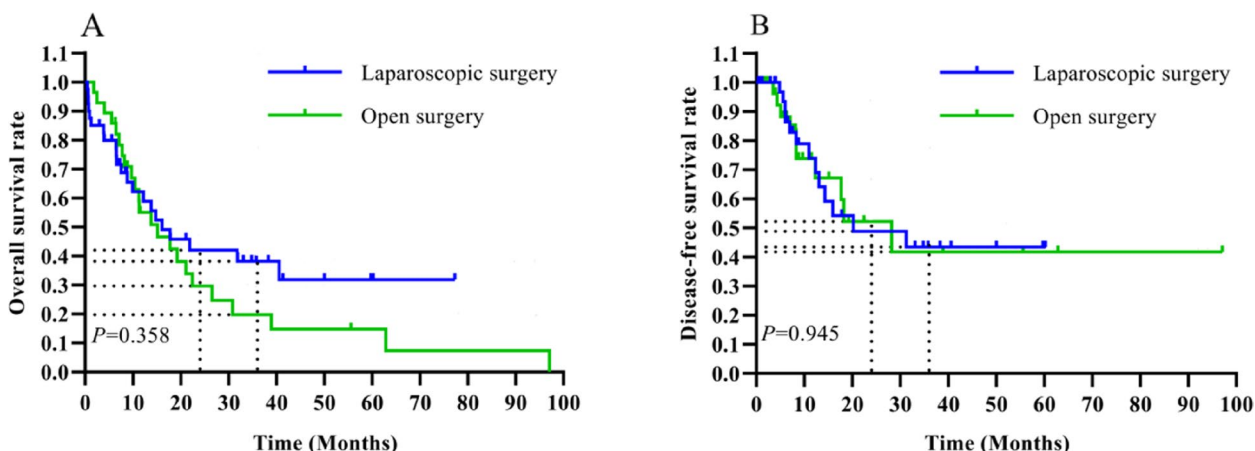 A
Overall survival rate
1.1
1.0
0.9
0.8
0.7
0.6
0.5
0.4
0.3
0.2
0.1
0.0
Laparoscopic surgery
Open surgery
P=0.358
0 10 20 30 40 50 60 70 80 90 100
Time (Months)
B
Disease-free survival rate
1.1
1.0
0.9
0.8
0.7
0.6
0.5
0.4
0.3
0.2
0.1
0.0
Laparoscopic surgery
Open surgery
P=0.945
0 10 20 30 40 50 60 70 80 90 100
Time (Months)